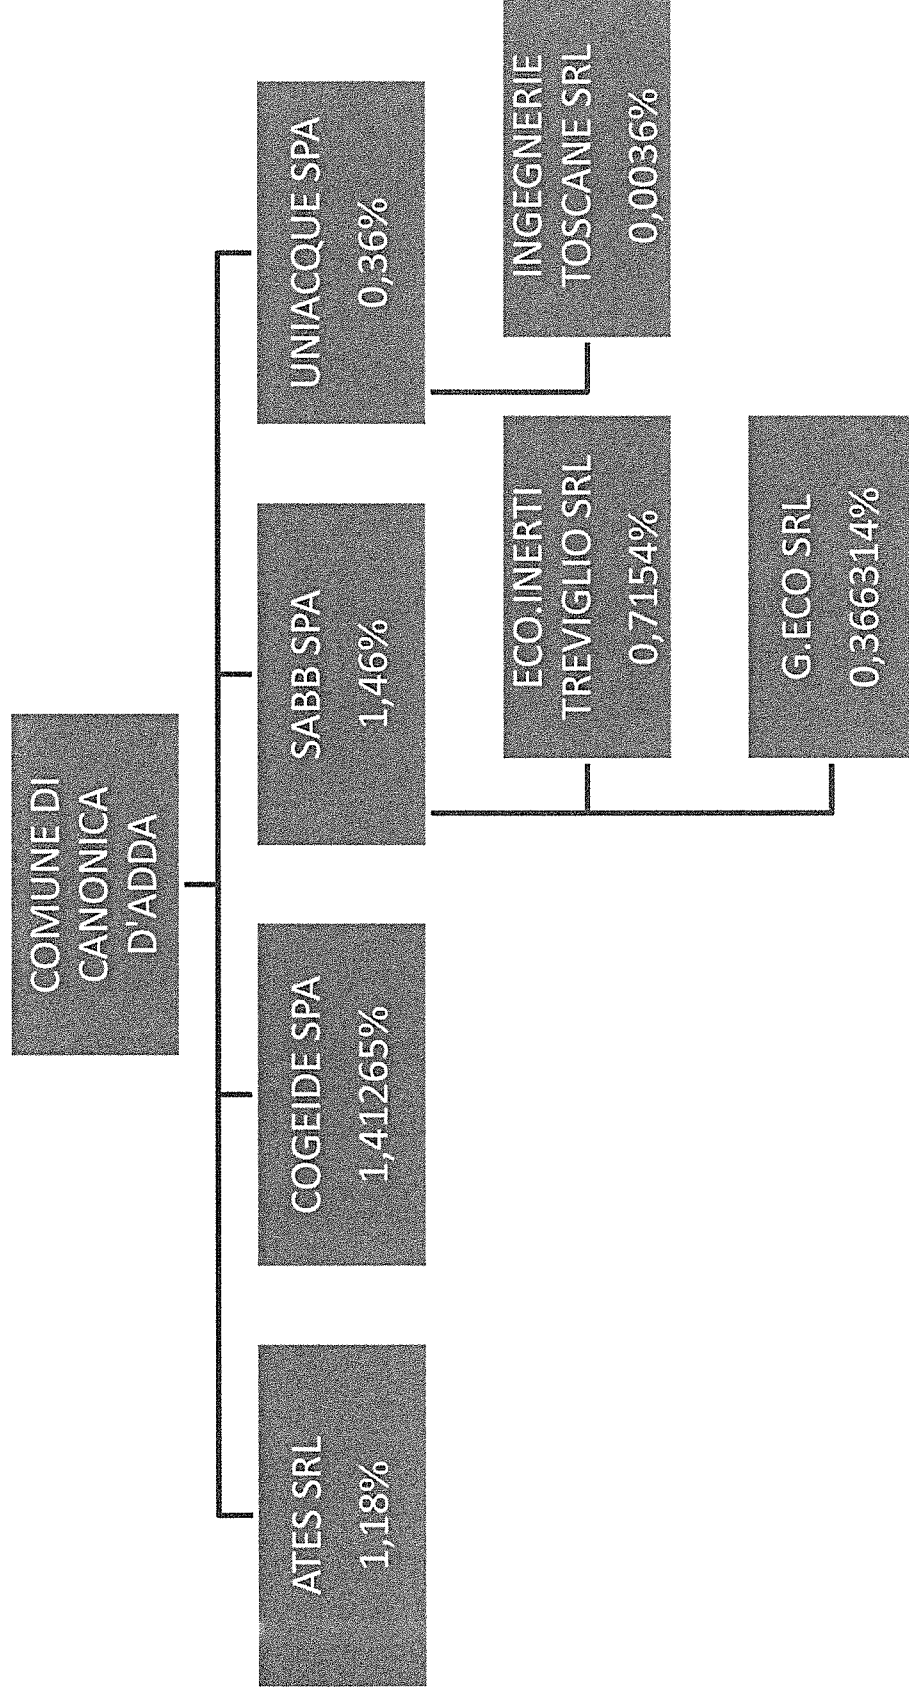 COMUNE DI
CANONICA
D'ADDA
ATES SRL
1,18%
COGEIDE SPA
1,41265%
SABB SPA
1,46%
UNIACQUE SPA
0,36%
ECO.INERTI
TREVIGLIO SRL
0,7154%
G.ECO SRL
0,366314%
INGEGNERIE
TOSCANE SRL
0,0036%